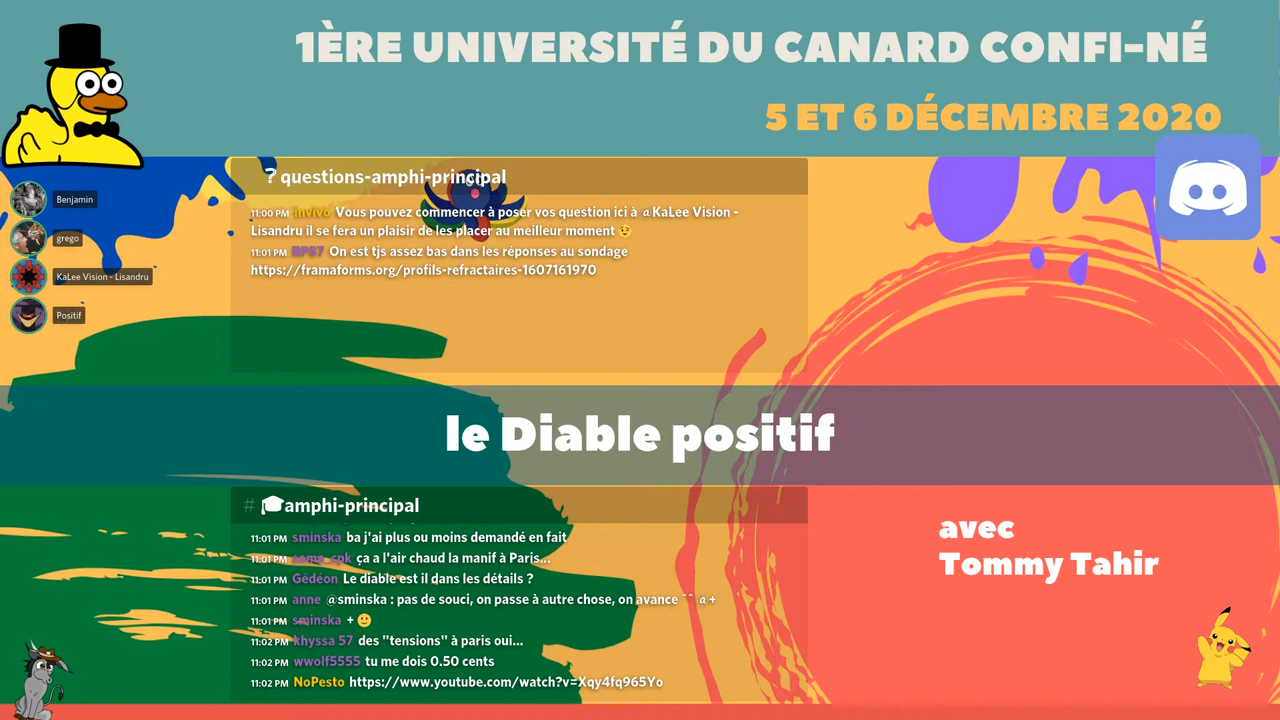 1ÈRE UNIVERSITÉ DU CANARD CONFI-NÉ
5 ET 6 DÉCEMBRE 2020
Benjamin
grego
KaLee Vision - Lisandru
Positif
? questions-amphi-principal
11:00 PM invivo Vous pouvez commencer à poser vos question ici à @KaLee Vision -
Lisandru il se fera un plaisir de les placer au meilleur moment 😉
11:01 PM On est tjs assez bas dans les réponses au sondage
https://framaforms.org/profils-refractaires-1607161970
le Diable positif
# 🎓amphi-principal
11:01 PM sminska ba j'ai plus ou moins demandé en fait
11:01 PM ça a l'air chaud la manif à Paris...
11:01 PM Gédéon Le diable est il dans les détails ?
11:01 PM anne @sminska : pas de souci, on passe à autre chose, on avance ^^ @+
11:01 PM sminska + 🙂
11:02 PM khyssa 57 des "tensions" à paris oui...
11:02 PM wwolf5555 tu me dois 0.50 cents
11:02 PM NoPesto https://www.youtube.com/watch?v=Xqy4fq965Yo
avec
Tommy Tahir